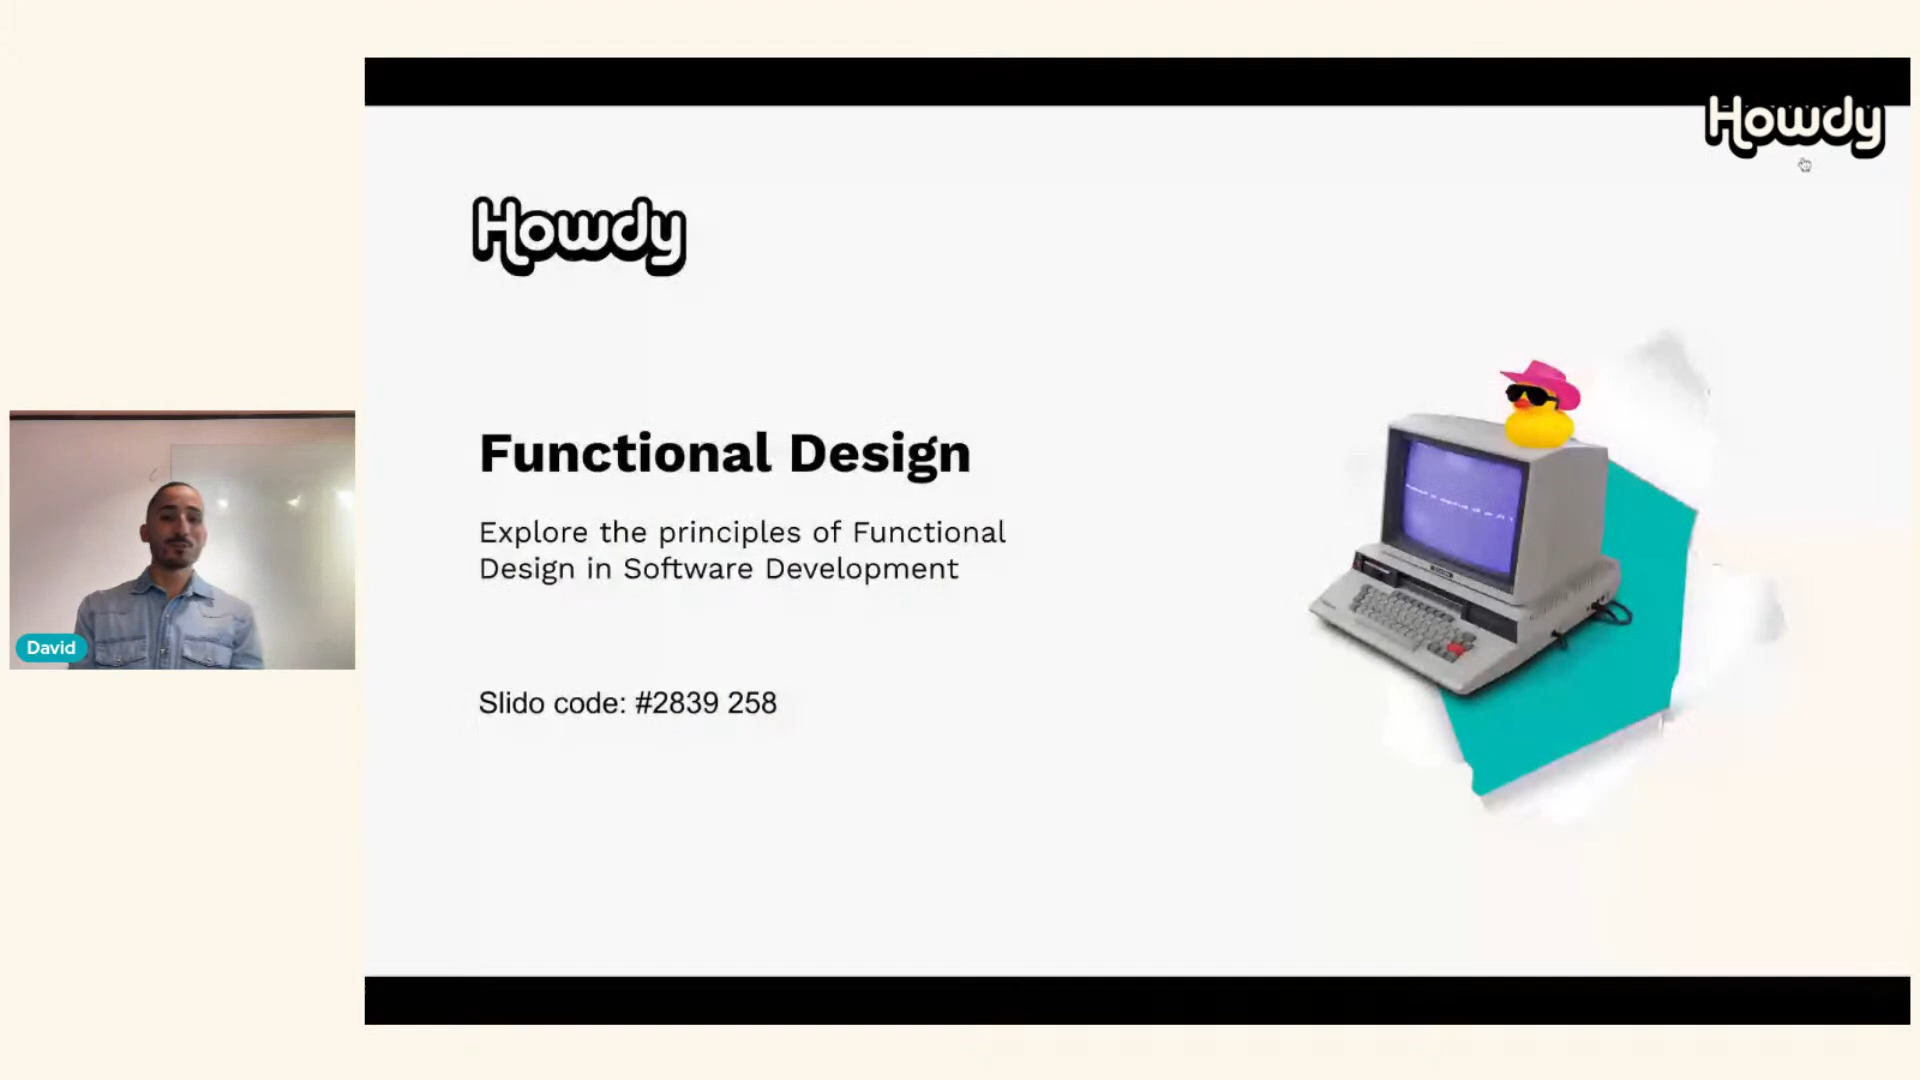 Howdy
Howdy
Functional Design
Explore the principles of Functional
Design in Software Development
Slido code: #2839 258
David